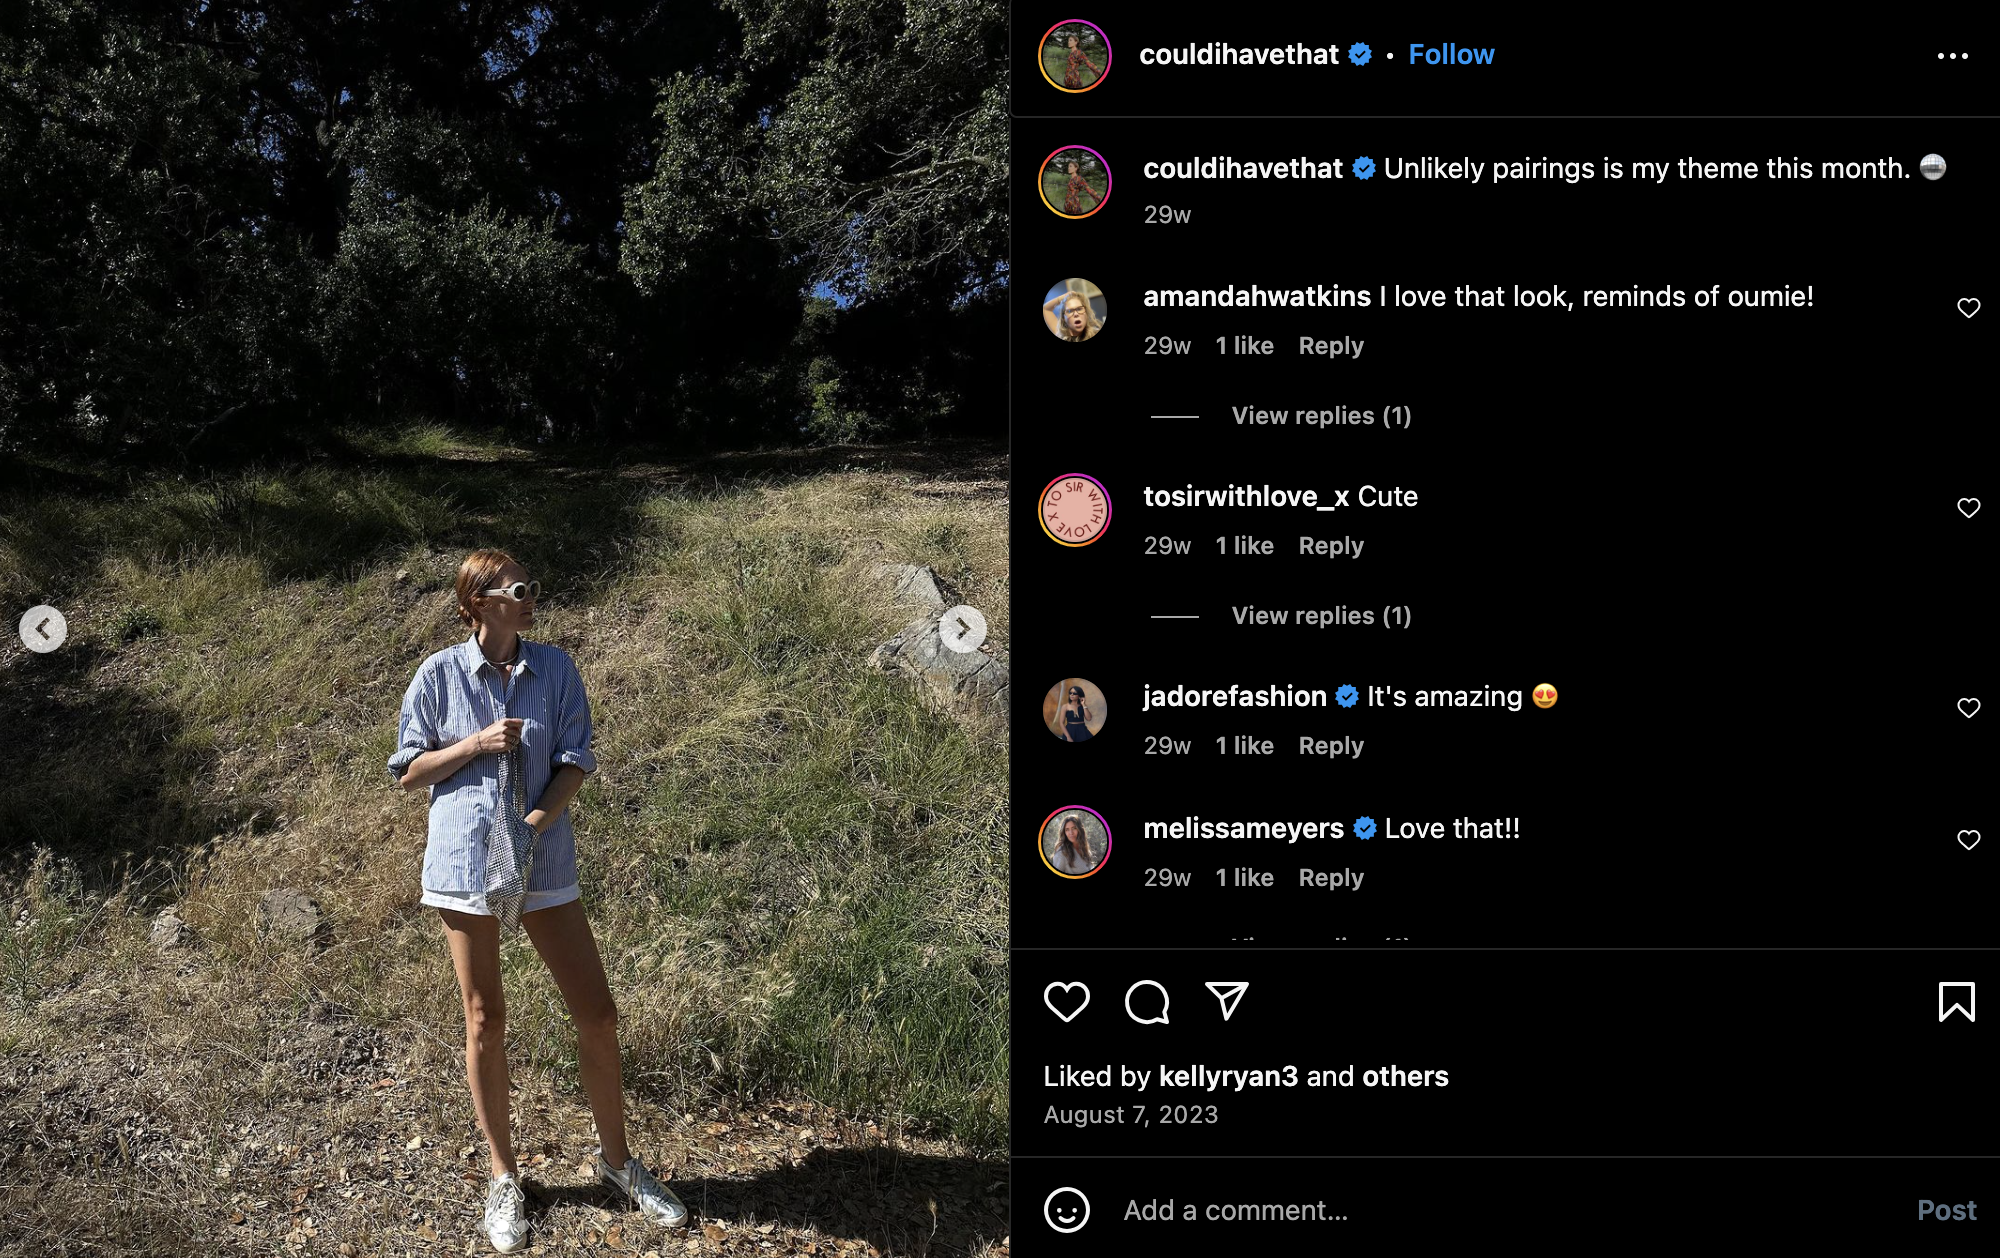 couldihavethat • Follow
couldihavethat Unlikely pairings is my theme this month. 🪩
29w
amandahwatkins I love that look, reminds of oumie!
29w 1 like Reply
View replies (1)
TO SIR WITH LOVE X
tosirwithlove_x Cute
29w 1 like Reply
View replies (1)
jadorefashion It's amazing 😍
29w 1 like Reply
melissameyers Love that!!
29w 1 like Reply
Liked by kellyryan3 and others
August 7, 2023
Add a comment...
Post